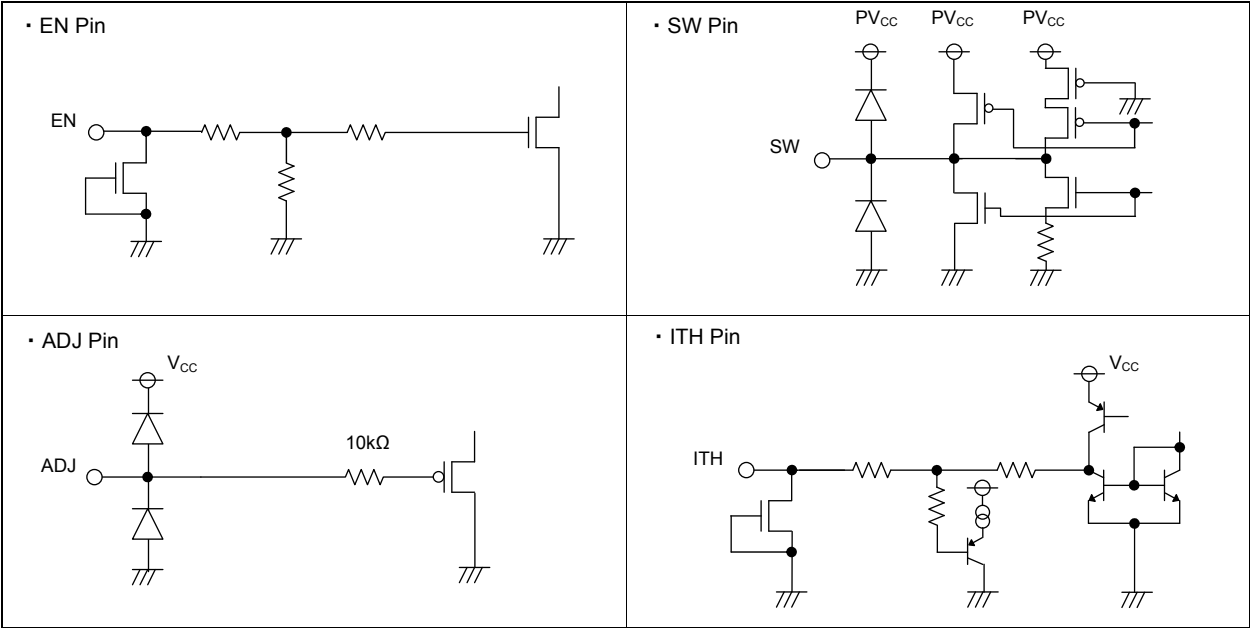 ・EN Pin
EN
・SW Pin
PVCC PVCC PVCC
SW
・ADJ Pin
VCC
10kΩ
ADJ
・ITH Pin
VCC
ITH